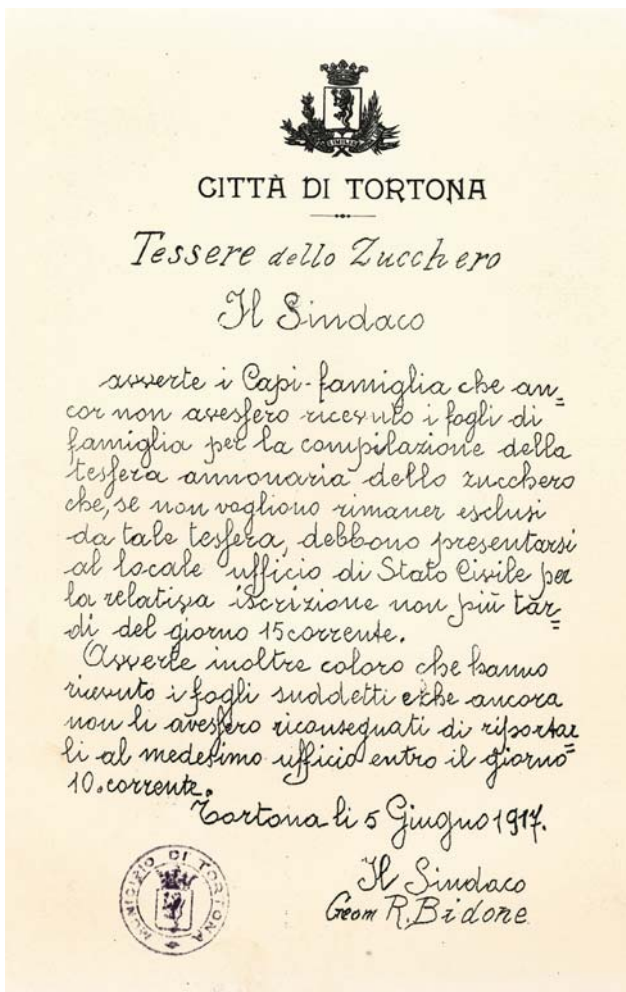 CITTÀ DI TORTONA
Tessere dello Zucchero
Il Sindaco
avverte i Capi-famiglia che an=
cor non avessero ricevuto i fogli di
famiglia per la compilazione della
tessera annonaria dello zucchero
che, se non vogliono rimaner esclusi
da tale tessera, debbono presentarsi
al locale ufficio di Stato Civile per
la relativa iscrizione non più tar=
di del giorno 15 corrente.
Avverte inoltre coloro che hanno
ricevuto i fogli suddetti e che ancora
non li avessero riconsegnati di riportar=
li al medesimo ufficio entro il giorno
10. corrente.
Tortona li 5 Giugno 1917.
Il Sindaco
Geom R. Bidone
MUNICIPIO DI TORTONA